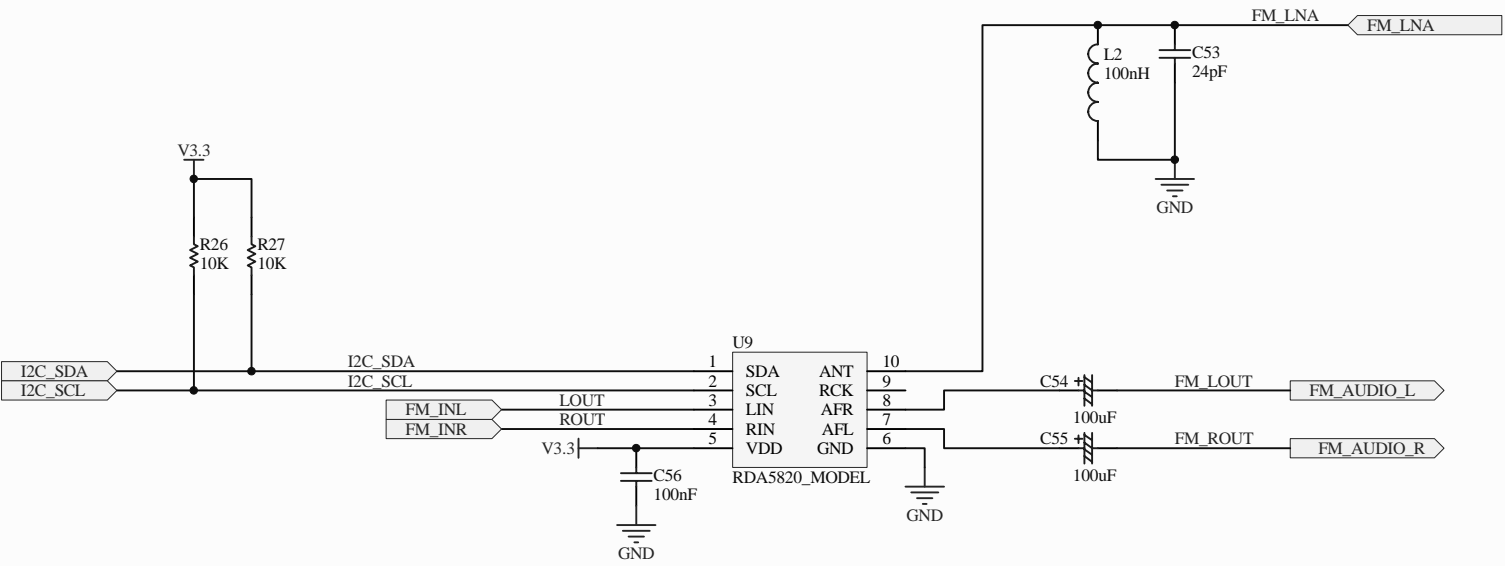 FM_LNA
FM_LNA
L2
100nH
C53
24pF
GND
V3.3
R26
10K
R27
10K
I2C_SDA
I2C_SCL
I2C_SDA
I2C_SCL
FM_INL
FM_INR
LOUT
ROUT
V3.3
C56
100nF
GND
U9
1 SDA ANT 10
2 SCL RCK 9
3 LIN AFR 8
4 RIN AFL 7
5 VDD GND 6
RDA5820_MODEL
GND
C54 +
100uF
FM_LOUT
FM_AUDIO_L
C55 +
100uF
FM_ROUT
FM_AUDIO_R